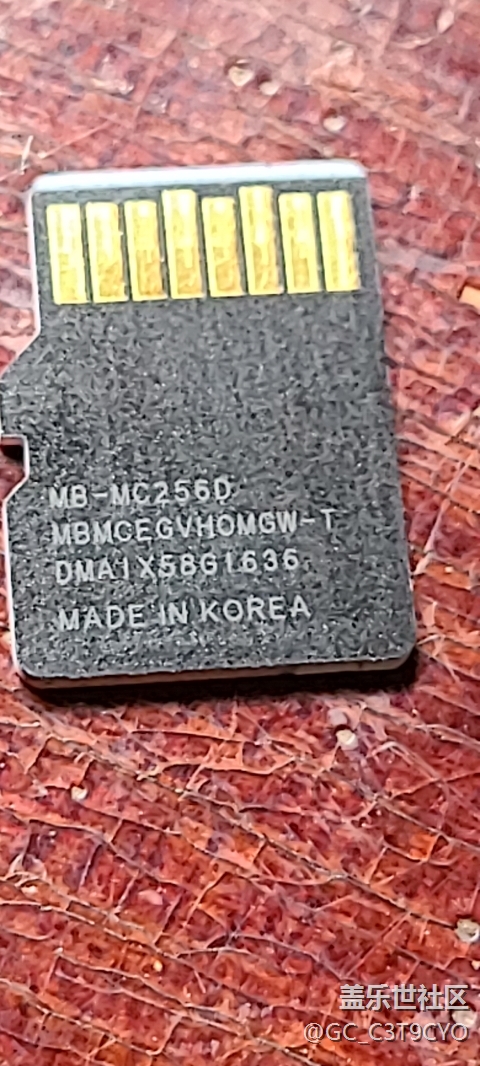 MB-MC256D
MBMCEGVHOMGW-T
DMA1X58G1636
MADE IN KOREA
盖乐世社区
@GC_C3T9CYO